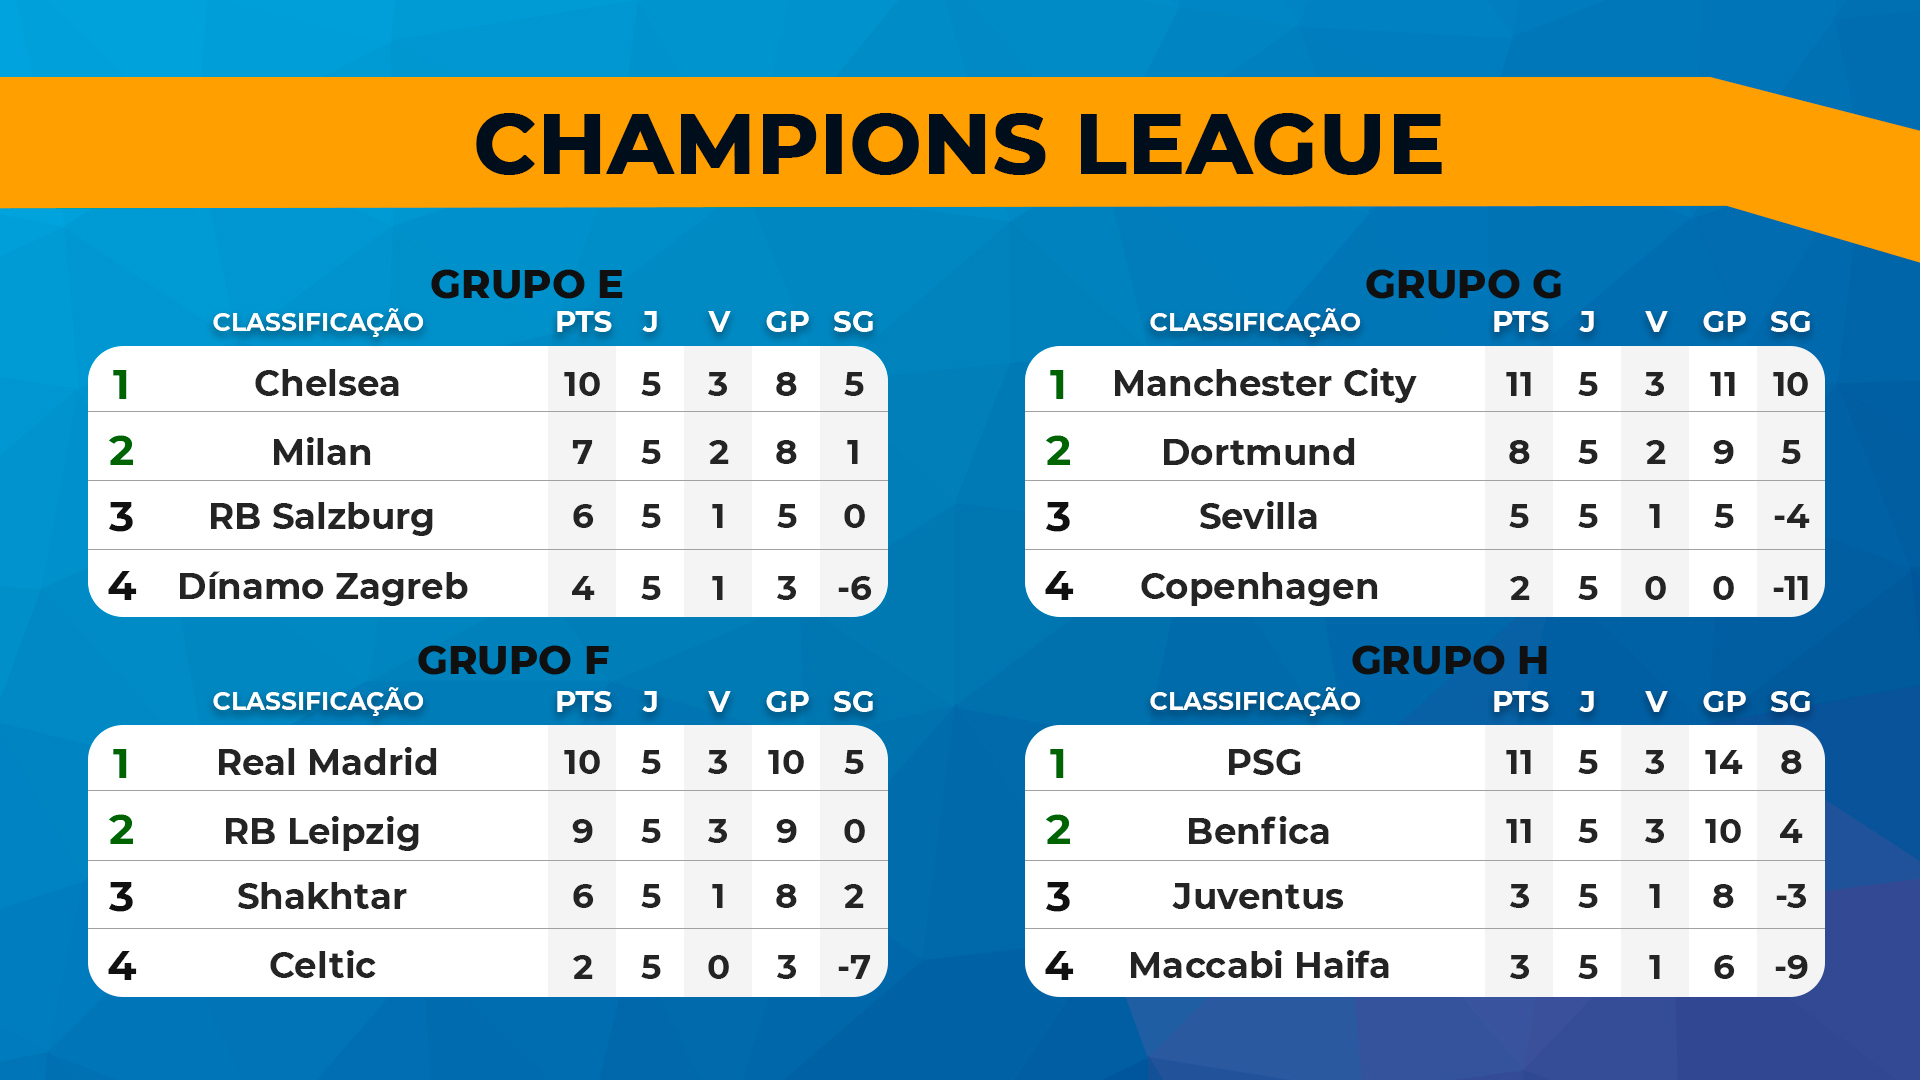 CHAMPIONS LEAGUE
GRUPO E
CLASSIFICAÇÃO PTS J V GP SG
1 Chelsea 10 5 3 8 5
2 Milan 7 5 2 8 1
3 RB Salzburg 6 5 1 5 0
4 Dínamo Zagreb 4 5 1 3 -6
GRUPO F
CLASSIFICAÇÃO PTS J V GP SG
1 Real Madrid 10 5 3 10 5
2 RB Leipzig 9 5 3 9 0
3 Shakhtar 6 5 1 8 2
4 Celtic 2 5 0 3 -7
GRUPO G
CLASSIFICAÇÃO PTS J V GP SG
1 Manchester City 11 5 3 11 10
2 Dortmund 8 5 2 9 5
3 Sevilla 5 5 1 5 -4
4 Copenhagen 2 5 0 0 -11
GRUPO H
CLASSIFICAÇÃO PTS J V GP SG
1 PSG 11 5 3 14 8
2 Benfica 11 5 3 10 4
3 Juventus 3 5 1 8 -3
4 Maccabi Haifa 3 5 1 6 -9